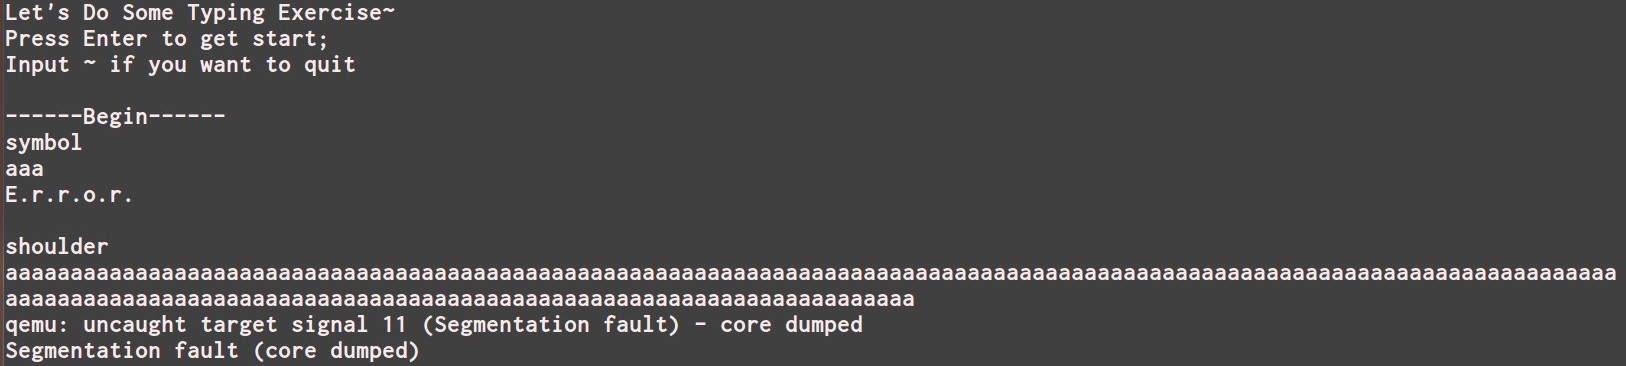 Let's Do Some Typing Exercise~
Press Enter to get start;
Input ~ if you want to quit
------Begin------
symbol
aaa
E.r.r.o.r.
shoulder
aaaaaaaaaaaaaaaaaaaaaaaaaaaaaaaaaaaaaaaaaaaaaaaaaaaaaaaaaaaaaaaaaaaaaaaaaaaaaaaaaaaaaaaaaaaaaaaaaaaaaaaaaaaaaaaaaaaaaaaaaaaa
aaaaaaaaaaaaaaaaaaaaaaaaaaaaaaaaaaaaaaaaaaaaaaaaaaaaaaaaaaaaaaaaaaaaaa
qemu: uncaught target signal 11 (Segmentation fault) - core dumped
Segmentation fault (core dumped)